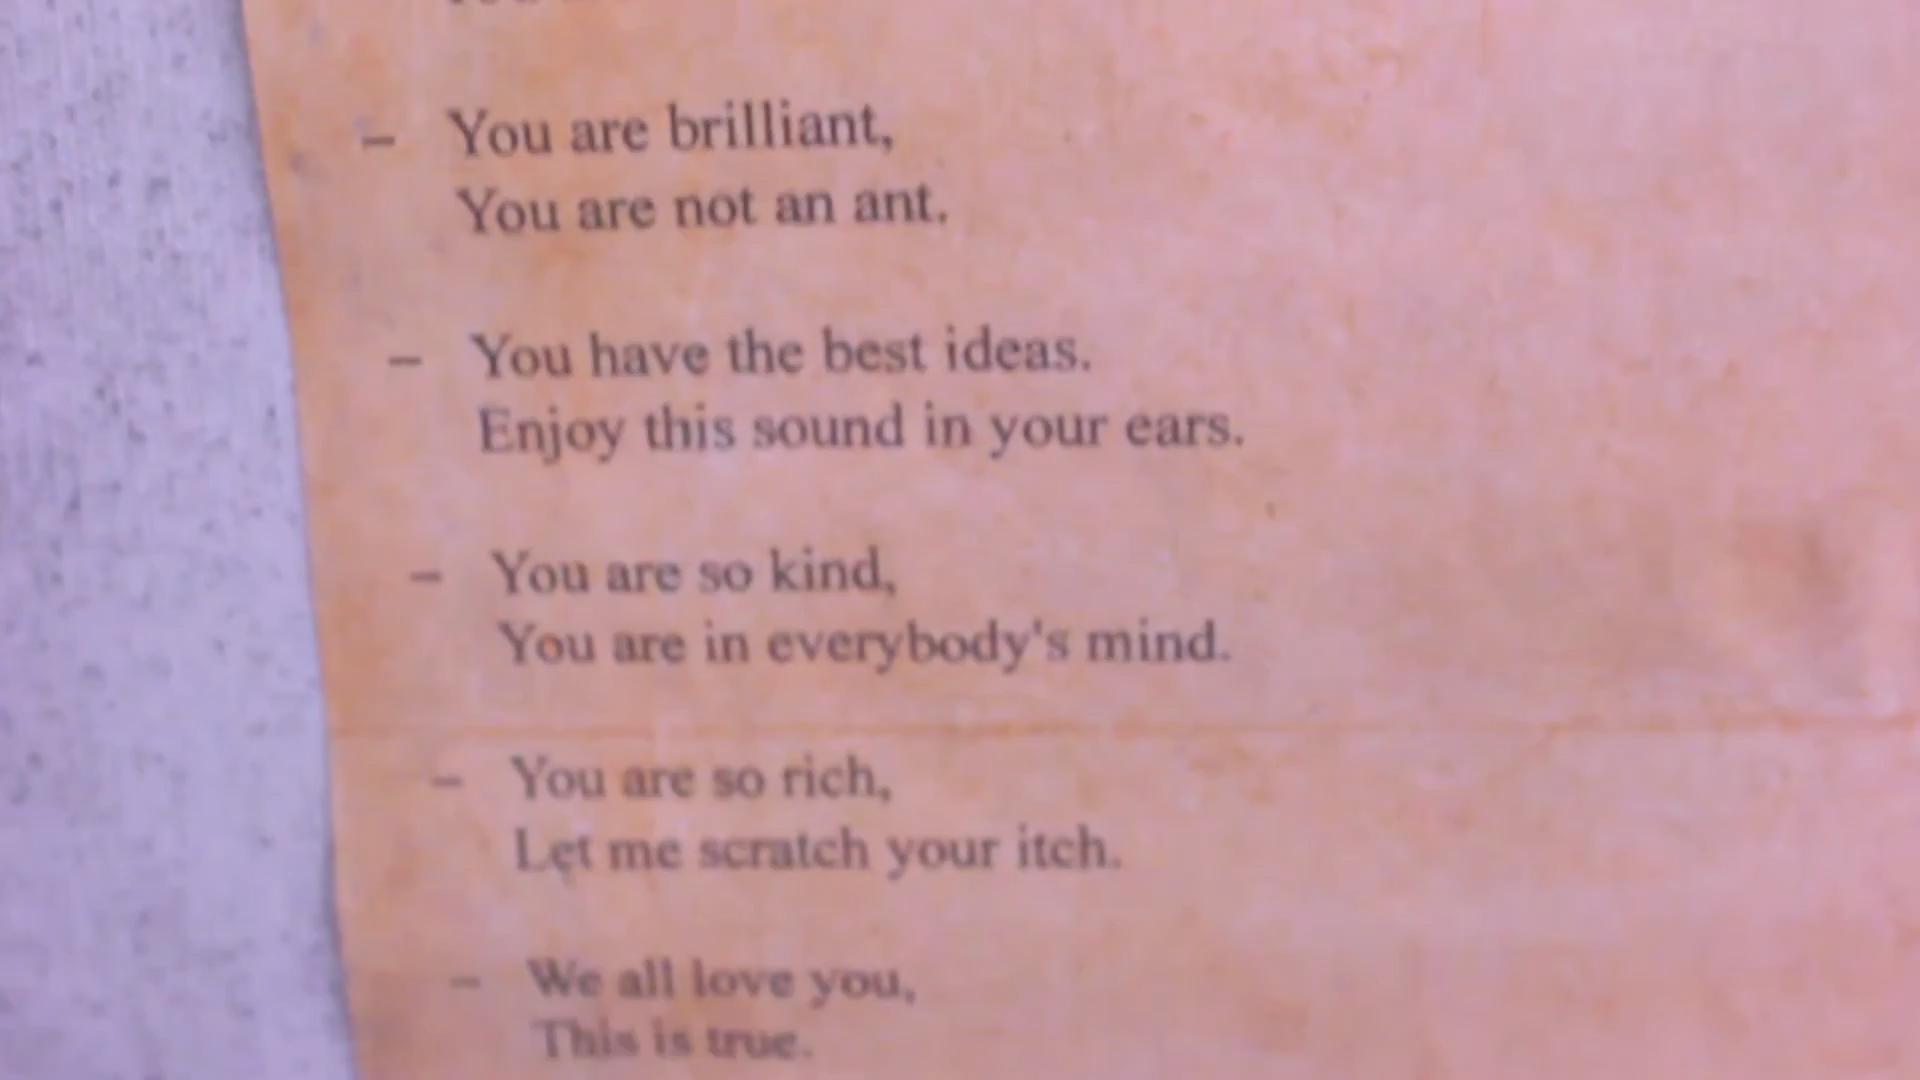 – You are brilliant,
You are not an ant.
– You have the best ideas.
Enjoy this sound in your ears.
– You are so kind,
You are in everybody's mind.
– You are so rich,
Let me scratch your itch.
– We all love you,
This is true.